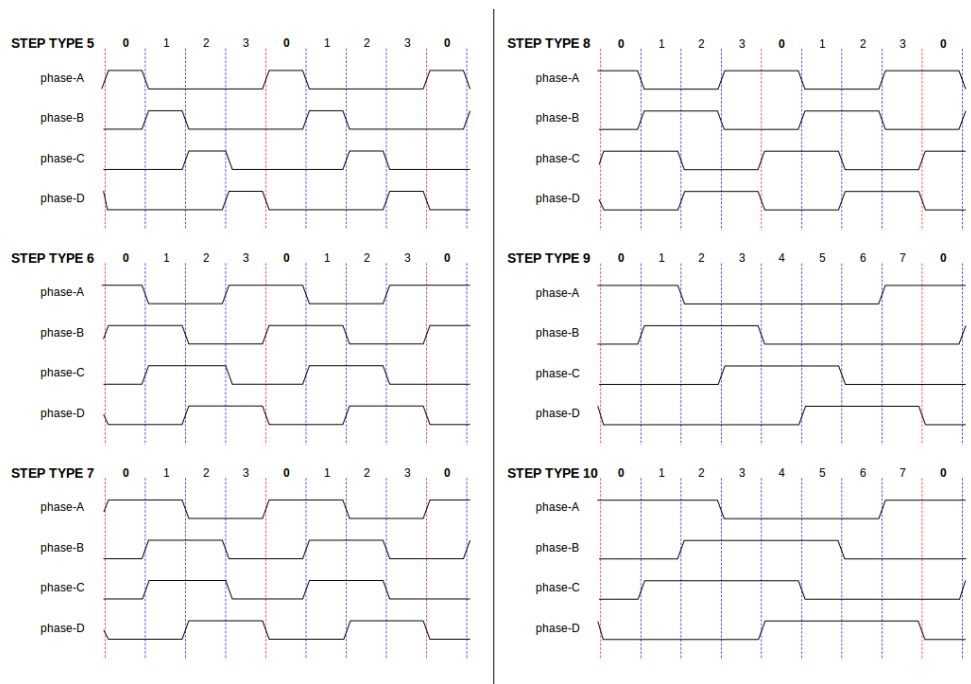 STEP TYPE 5 0 1 2 3 0 1 2 3 0
phase-A
phase-B
phase-C
phase-D
STEP TYPE 6 0 1 2 3 0 1 2 3 0
phase-A
phase-B
phase-C
phase-D
STEP TYPE 7 0 1 2 3 0 1 2 3 0
phase-A
phase-B
phase-C
phase-D
STEP TYPE 8 0 1 2 3 0 1 2 3 0
phase-A
phase-B
phase-C
phase-D
STEP TYPE 9 0 1 2 3 4 5 6 7 0
phase-A
phase-B
phase-C
phase-D
STEP TYPE 10 0 1 2 3 4 5 6 7 0
phase-A
phase-B
phase-C
phase-D